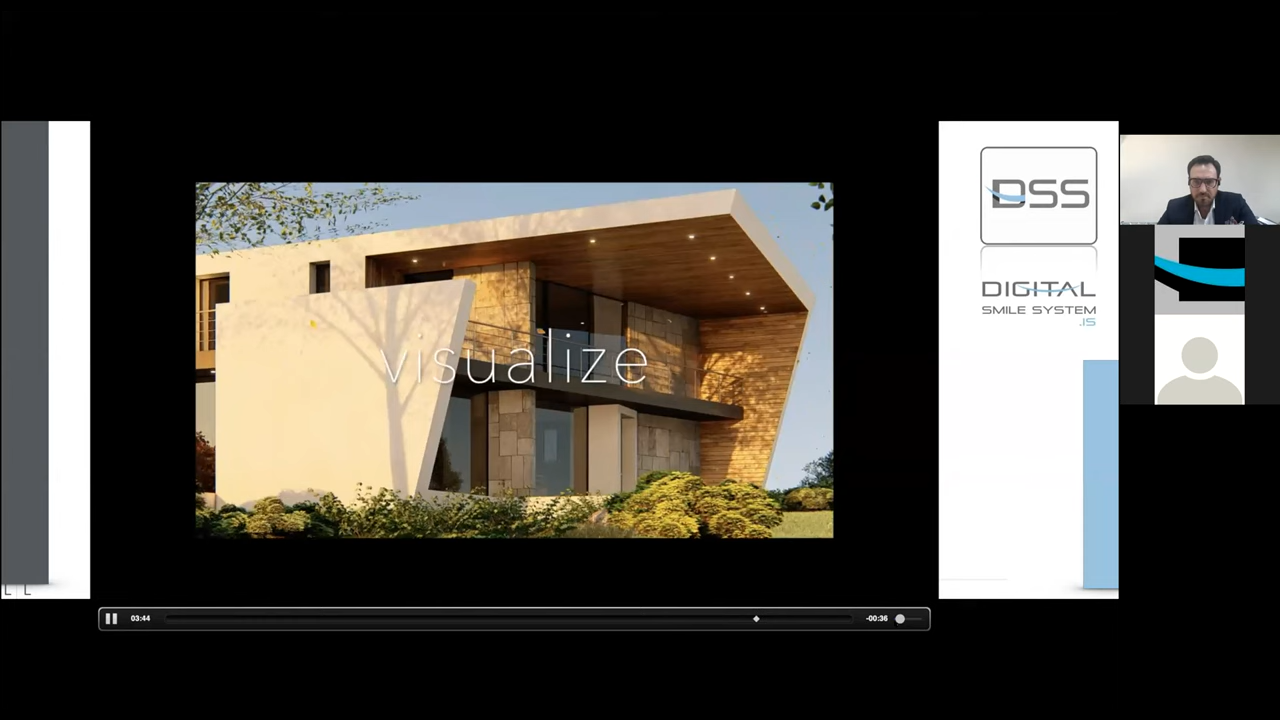 visualize
DSS
DIGITAL
SMILE SYSTEM
.IS
03:44
-00:36